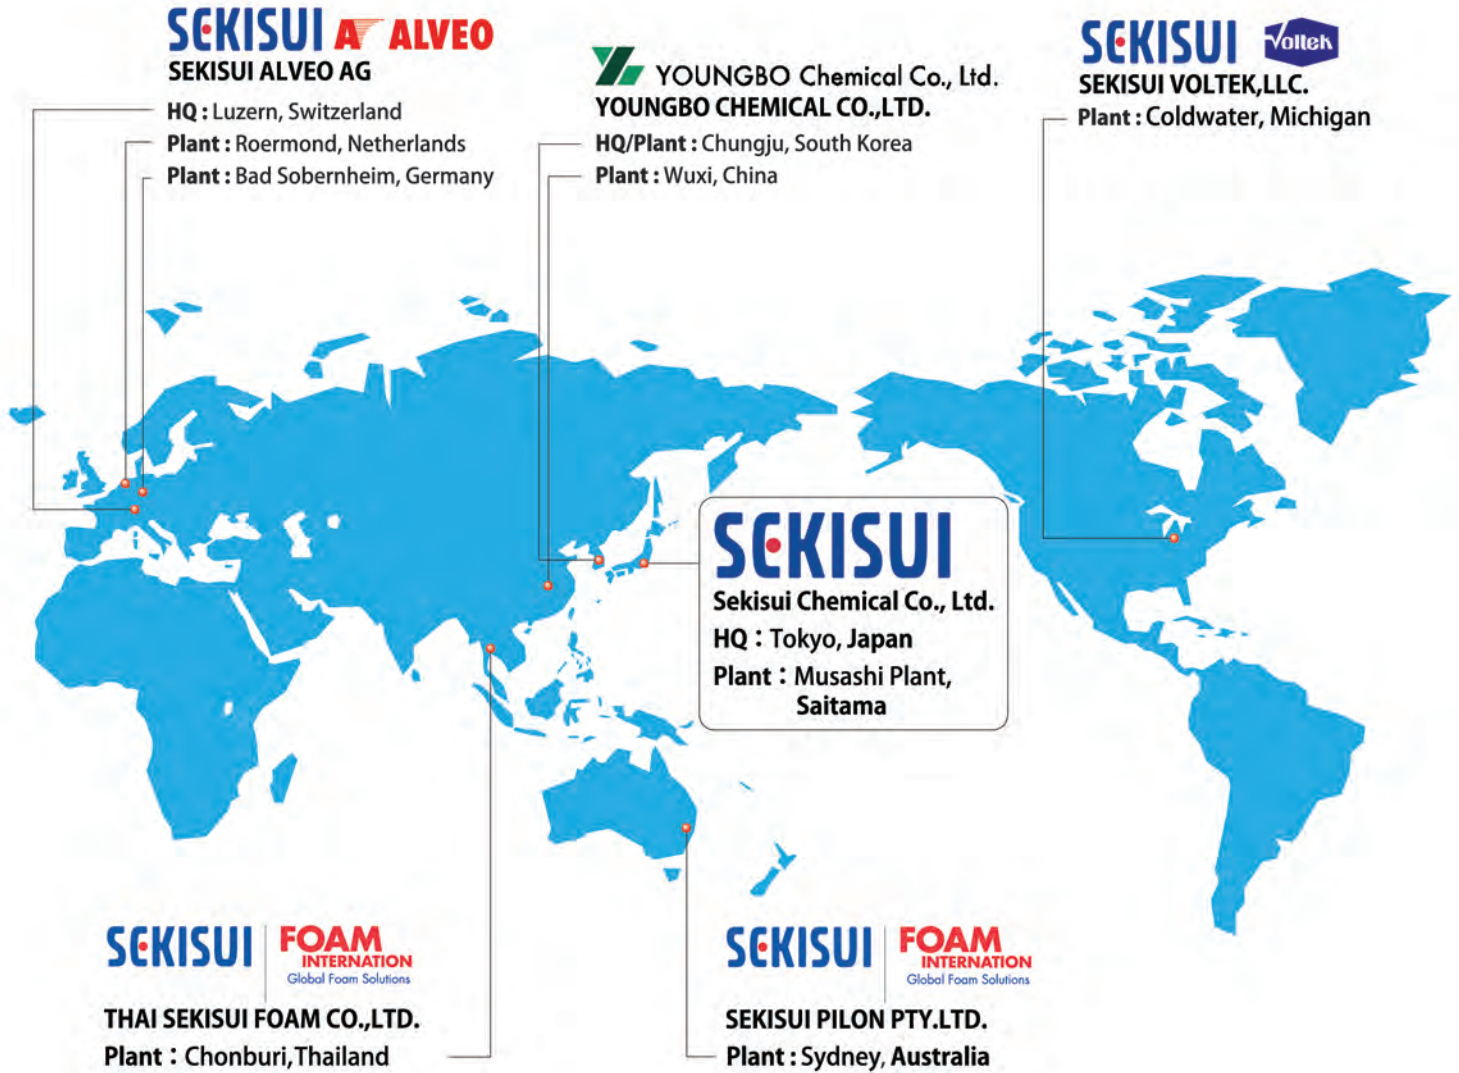 SEKISUI ALVEO
SEKISUI ALVEO AG
HQ : Luzern, Switzerland
Plant : Roermond, Netherlands
Plant : Bad Sobernheim, Germany
YOUNGBO Chemical Co., Ltd.
YOUNGBO CHEMICAL CO.,LTD.
HQ/Plant : Chungju, South Korea
Plant : Wuxi, China
SEKISUI Voltek
SEKISUI VOLTEK,LLC.
Plant : Coldwater, Michigan
SEKISUI
Sekisui Chemical Co., Ltd.
HQ : Tokyo, Japan
Plant : Musashi Plant,
Saitama
SEKISUI FOAM
INTERNATION
Global Foam Solutions
THAI SEKISUI FOAM CO.,LTD.
Plant : Chonburi,Thailand
SEKISUI FOAM
INTERNATION
Global Foam Solutions
SEKISUI PILON PTY.LTD.
Plant : Sydney, Australia